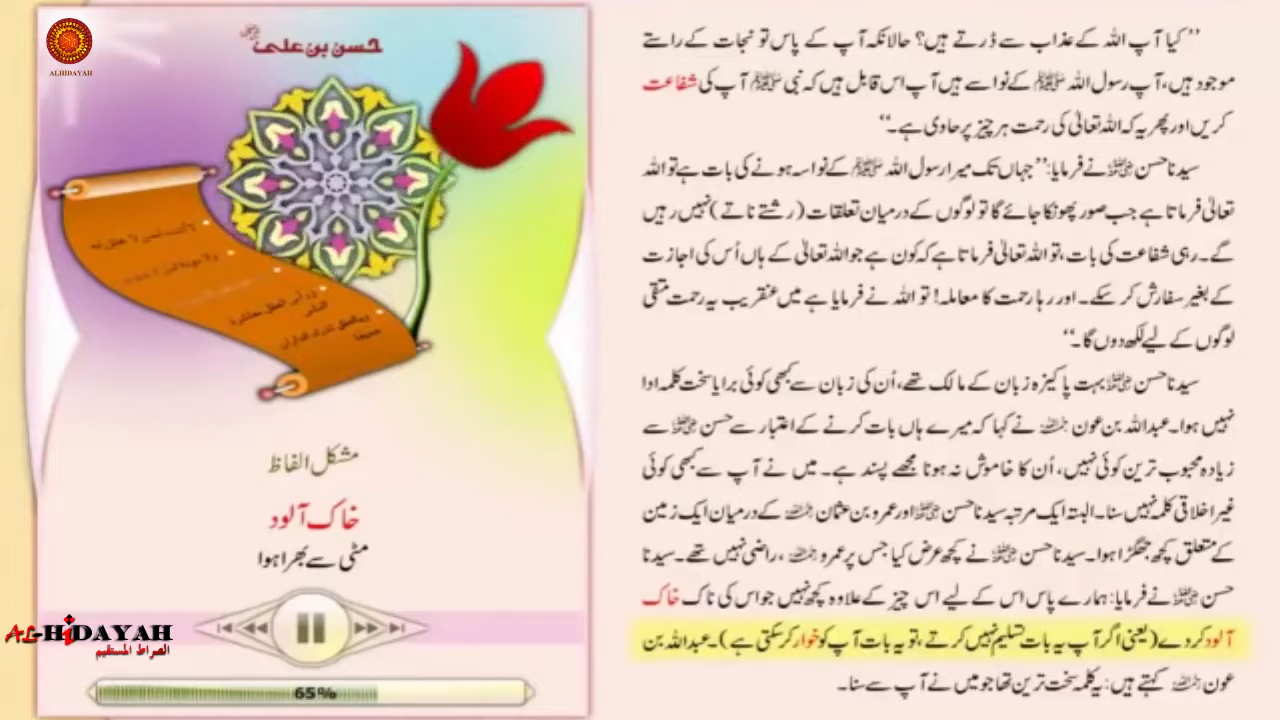 ALHIDAYAH
حسن بن علی
مشکل الفاظ
خاک آلود
مٹی سے بھرا ہوا
AL-HiDAYAH
الصراط المستقیم
65%
’’کیا آپ اللہ کے عذاب سے ڈرتے ہیں؟ حالانکہ آپ کے پاس تو نجات کے راستے
موجود ہیں، آپ رسول اللہ ﷺ کے نواسے ہیں آپ اس قابل ہیں کہ نبی ﷺ آپ کی شفاعت
کریں اور پھر یہ کہ اللہ تعالیٰ کی رحمت ہر چیز پر حاوی ہے۔‘‘
سیدنا حسن رضی اللہ عنہ نے فرمایا: ’’جہاں تک میرا رسول اللہ ﷺ کے نواسہ ہونے کی بات ہے تو اللہ
تعالیٰ فرماتا ہے جب صور پھونکا جائے گا تو لوگوں کے درمیان تعلقات (رشتے ناتے) نہیں رہیں
گے۔ رہی شفاعت کی بات، تو اللہ تعالیٰ فرماتا ہے کہ کون ہے جو اللہ تعالیٰ کے ہاں اُس کی اجازت
کے بغیر سفارش کر سکے۔ اور رہا رحمت کا معاملہ! تو اللہ نے فرمایا ہے میں عنقریب یہ رحمت متقی
لوگوں کے لیے لکھ دوں گا۔‘‘
سیدنا حسن رضی اللہ عنہ بہت پاکیزہ زبان کے مالک تھے، اُن کی زبان سے کبھی کوئی برا یا سخت کلمہ ادا
نہیں ہوا۔ عبداللہ بن عون رحمہ اللہ نے کہا کہ میرے ہاں بات کرنے کے اعتبار سے حسن رضی اللہ عنہ سے
زیادہ محبوب ترین کوئی نہیں، اُن کا خاموش نہ ہونا مجھے پسند ہے۔ میں نے آپ سے کبھی کوئی
غیر اخلاقی کلمہ نہیں سنا۔ البتہ ایک مرتبہ سیدنا حسن رضی اللہ عنہ اور عمرو بن عثمان رحمہ اللہ کے درمیان ایک زمین
کے متعلق کچھ جھگڑا ہوا۔ سیدنا حسن رضی اللہ عنہ نے کچھ عرض کیا جس پر عمرو رحمہ اللہ، راضی نہیں تھے۔ سیدنا
حسن رضی اللہ عنہ نے فرمایا: ہمارے پاس اس کے لیے اس چیز کے علاوہ کچھ نہیں جو اس کی ناک خاک
آلود کر دے (یعنی اگر آپ یہ بات تسلیم نہیں کرتے، تو یہ بات آپ کو خوار کر سکتی ہے)۔ عبداللہ بن
عون رحمہ اللہ کہتے ہیں: یہ کلمہ سخت ترین تھا جو میں نے آپ سے سنا۔